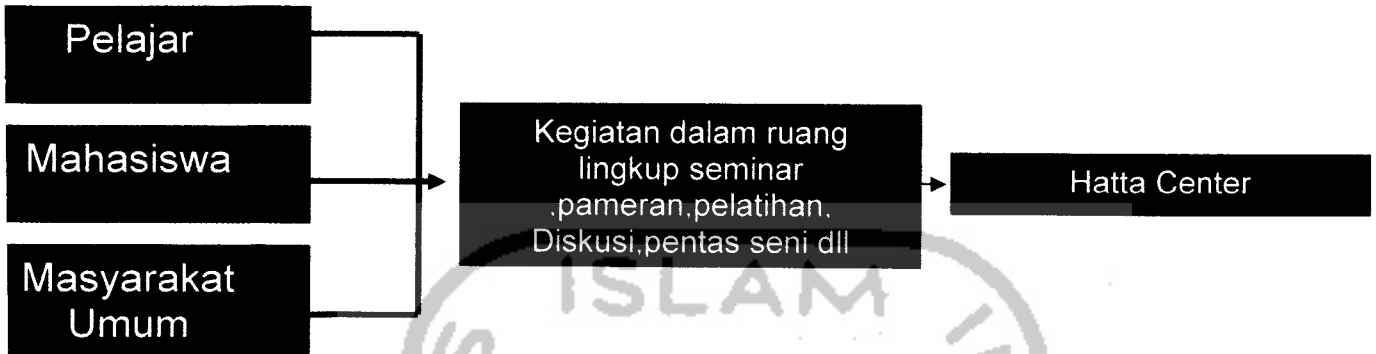 Pelajar
Mahasiswa
Masyarakat
Umum
Kegiatan dalam ruang
lingkup seminar
,pameran,pelatihan,
Diskusi,pentas seni dll
Hatta Center
ISLAM